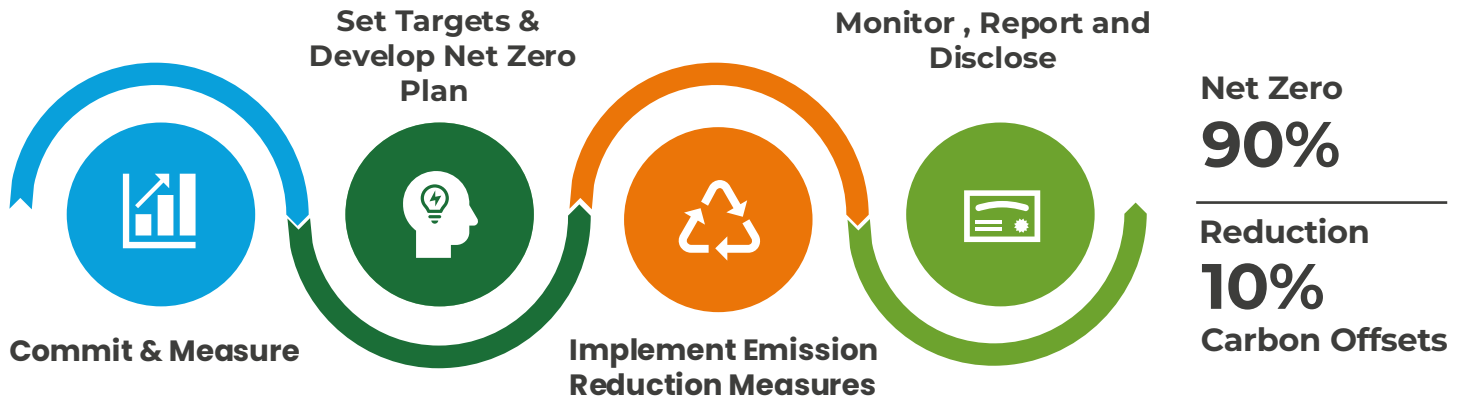 Commit & Measure
Set Targets &
Develop Net Zero
Plan
Implement Emission
Reduction Measures
Monitor , Report and
Disclose
Net Zero
90%
Reduction
10%
Carbon Offsets